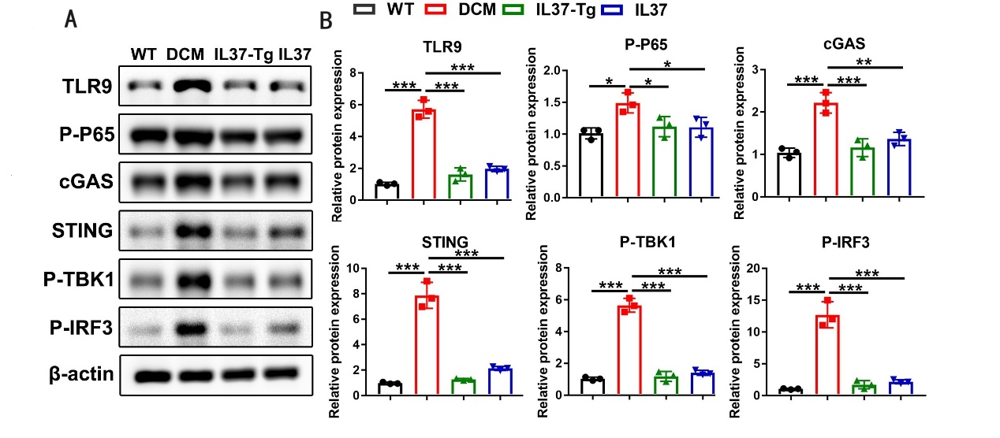 A
B
WT DCM IL37-Tg IL37
WT DCM IL37-Tg IL37
TLR9
P-P65
cGAS
STING
P-TBK1
P-IRF3
β-actin
TLR9
Relative protein expression
8
6
4
2
0
***
***
***
P-P65
Relative protein expression
2.0
1.5
1.0
0.5
0.0
*
*
*
cGAS
Relative protein expression
3
2
1
0
***
***
**
STING
Relative protein expression
10
8
6
4
2
0
***
***
***
P-TBK1
Relative protein expression
8
6
4
2
0
***
***
***
P-IRF3
Relative protein expression
20
15
10
5
0
***
***
***